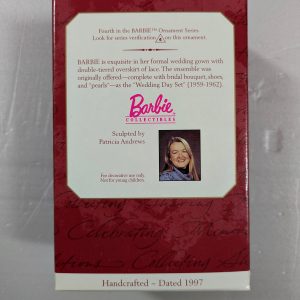 Fourth in the BARBIE™ Ornament Series.
Look for series verification on this ornament.
BARBIE is exquisite in her formal wedding gown with
double-tiered overskirt of lace. The ensemble was
originally offered—complete with bridal bouquet, shoes,
and "pearls"—as the "Wedding Day Set" (1959-1962).
Barbie
COLLECTIBLES
Sculpted by
Patricia Andrews
For decorative use only.
Not for young children.
Celebrating
Handcrafted – Dated 1997